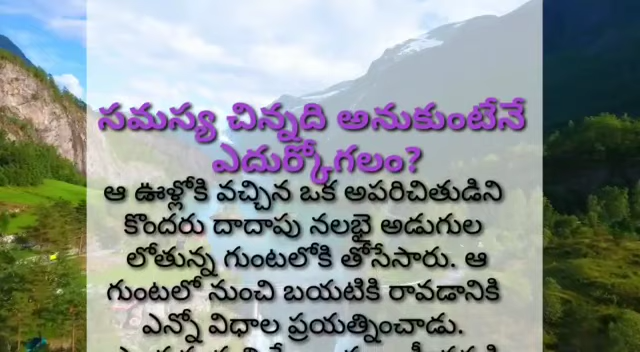 సమస్య చిన్నది అనుకుంటేనే
ఎదుర్కోగలం?
ఆ ఊళ్లోకి వచ్చిన ఒక అపరిచితుడిని
కొందరు దాదాపు నలభై అడుగుల
లోతున్న గుంటలోకి తోసేసారు. ఆ
గుంటలో నుంచి బయటికి రావడానికి
ఎన్నో విధాల ప్రయత్నించాడు.